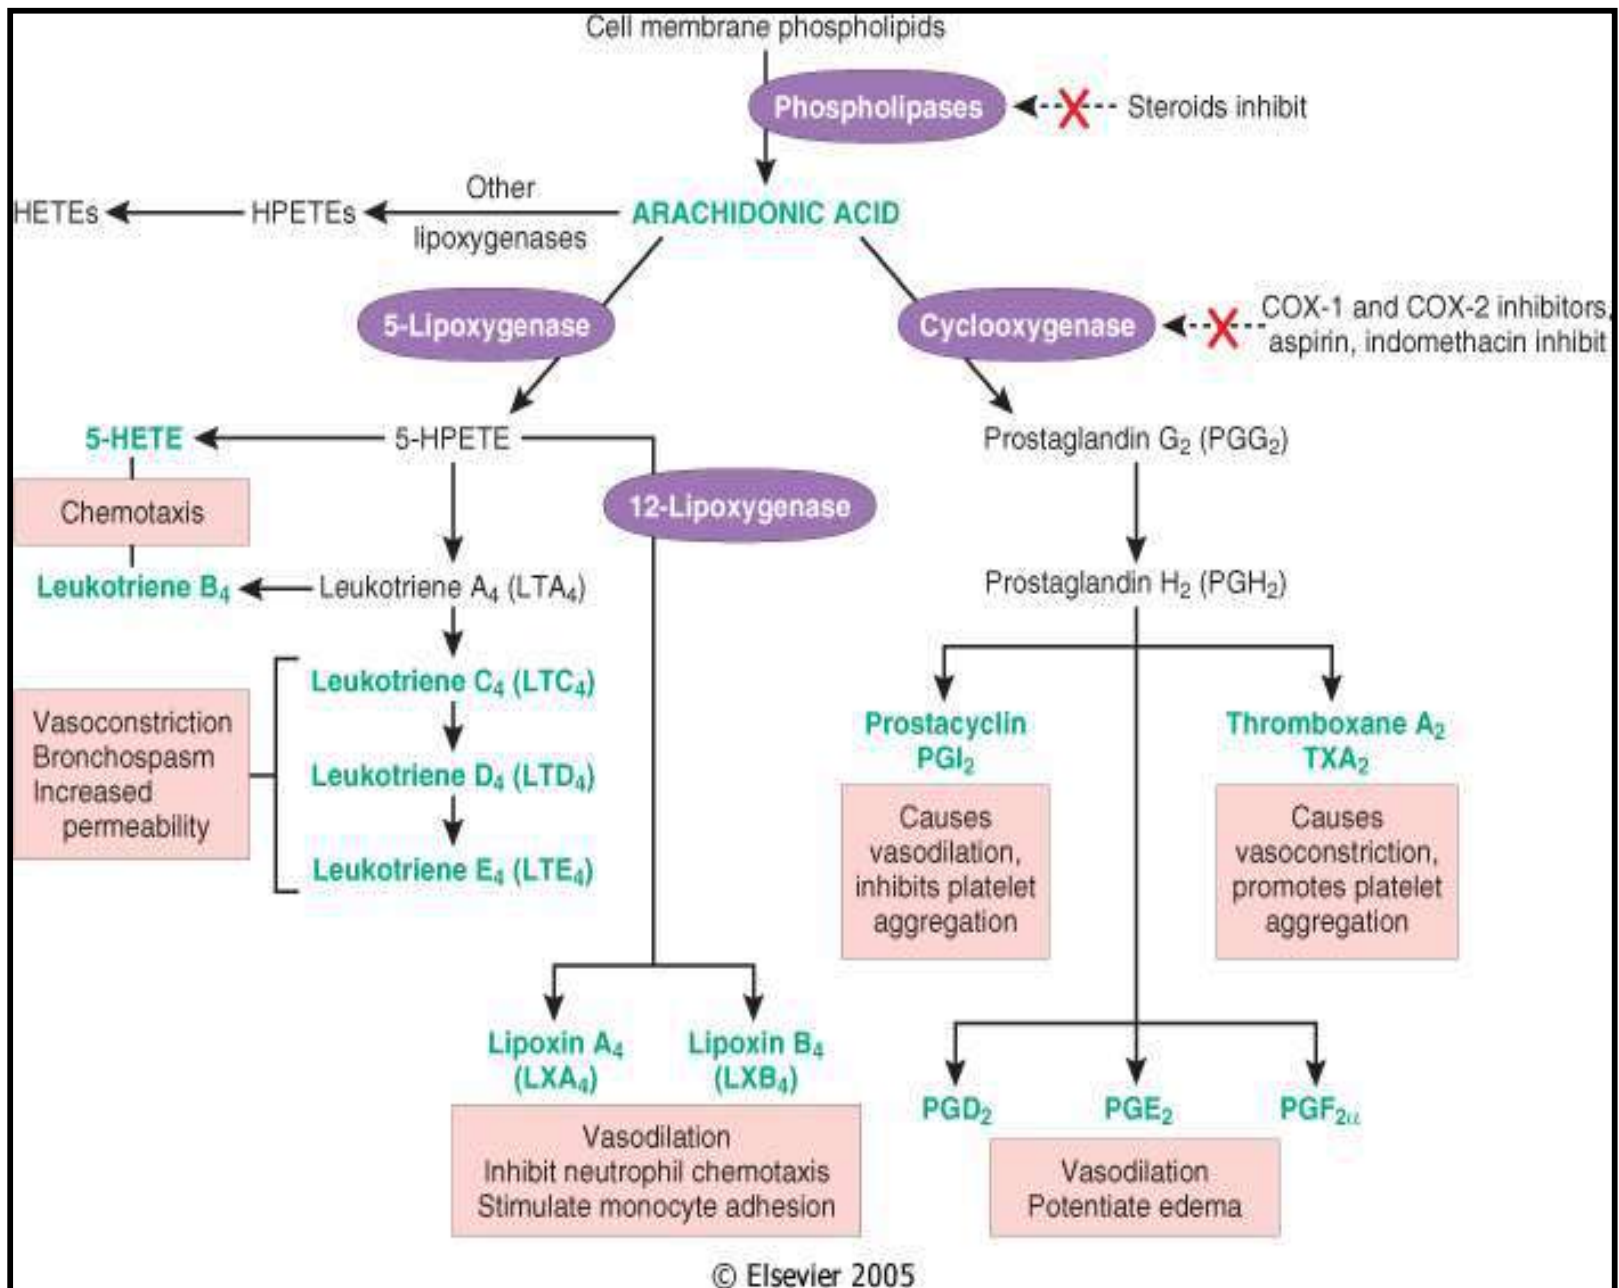 Cell membrane phospholipids
Phospholipases
Steroids inhibit
Other
lipoxygenases
HETEs
HPETEs
ARACHIDONIC ACID
5-Lipoxygenase
Cyclooxygenase
COX-1 and COX-2 inhibitors,
aspirin, indomethacin inhibit
5-HETE
5-HPETE
Prostaglandin G₂ (PGG₂)
Chemotaxis
12-Lipoxygenase
Leukotriene B₄
Leukotriene A₄ (LTA₄)
Prostaglandin H₂ (PGH₂)
Leukotriene C₄ (LTC₄)
Vasoconstriction
Bronchospasm
Increased
permeability
Leukotriene D₄ (LTD₄)
Leukotriene E₄ (LTE₄)
Prostacyclin
PGI₂
Causes
vasodilation,
inhibits platelet
aggregation
Thromboxane A₂
TXA₂
Causes
vasoconstriction,
promotes platelet
aggregation
Lipoxin A₄
(LXA₄)
Lipoxin B₄
(LXB₄)
Vasodilation
Inhibit neutrophil chemotaxis
Stimulate monocyte adhesion
PGD₂
PGE₂
PGF₂α
Vasodilation
Potentiate edema
© Elsevier 2005